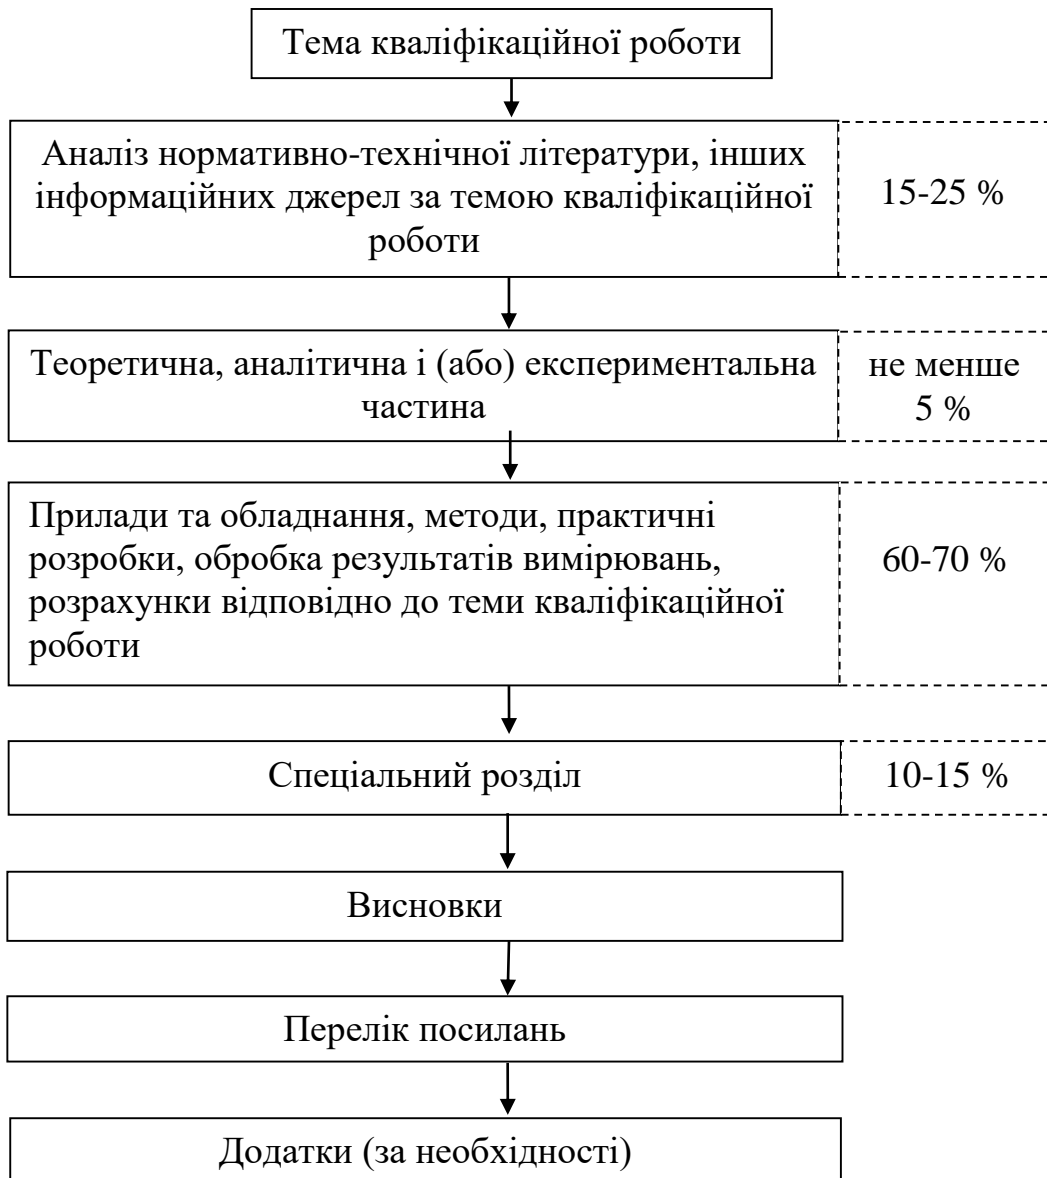 Тема кваліфікаційної роботи
Аналіз нормативно-технічної літератури, інших
інформаційних джерел за темою кваліфікаційної
роботи
15-25 %
Теоретична, аналітична і (або) експериментальна
частина
не менше
5 %
Прилади та обладнання, методи, практичні
розробки, обробка результатів вимірювань,
розрахунки відповідно до теми кваліфікаційної
роботи
60-70 %
Спеціальний розділ
10-15 %
Висновки
Перелік посилань
Додатки (за необхідності)